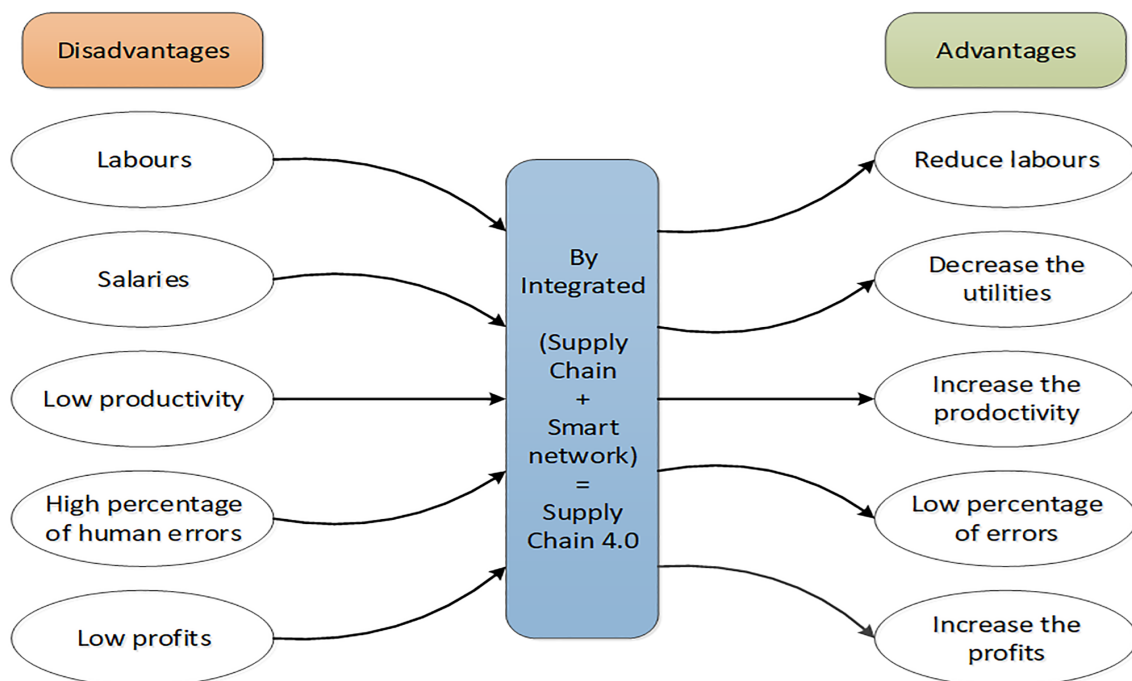 Disadvantages
Labours
Salaries
Low productivity
High percentage
of human errors
Low profits
By
Integrated
(Supply
Chain
+
Smart
network)
=
Supply
Chain 4.0
Advantages
Reduce labours
Decrease the
utilities
Increase the
prodoctivity
Low percentage
of errors
Increase the
profits